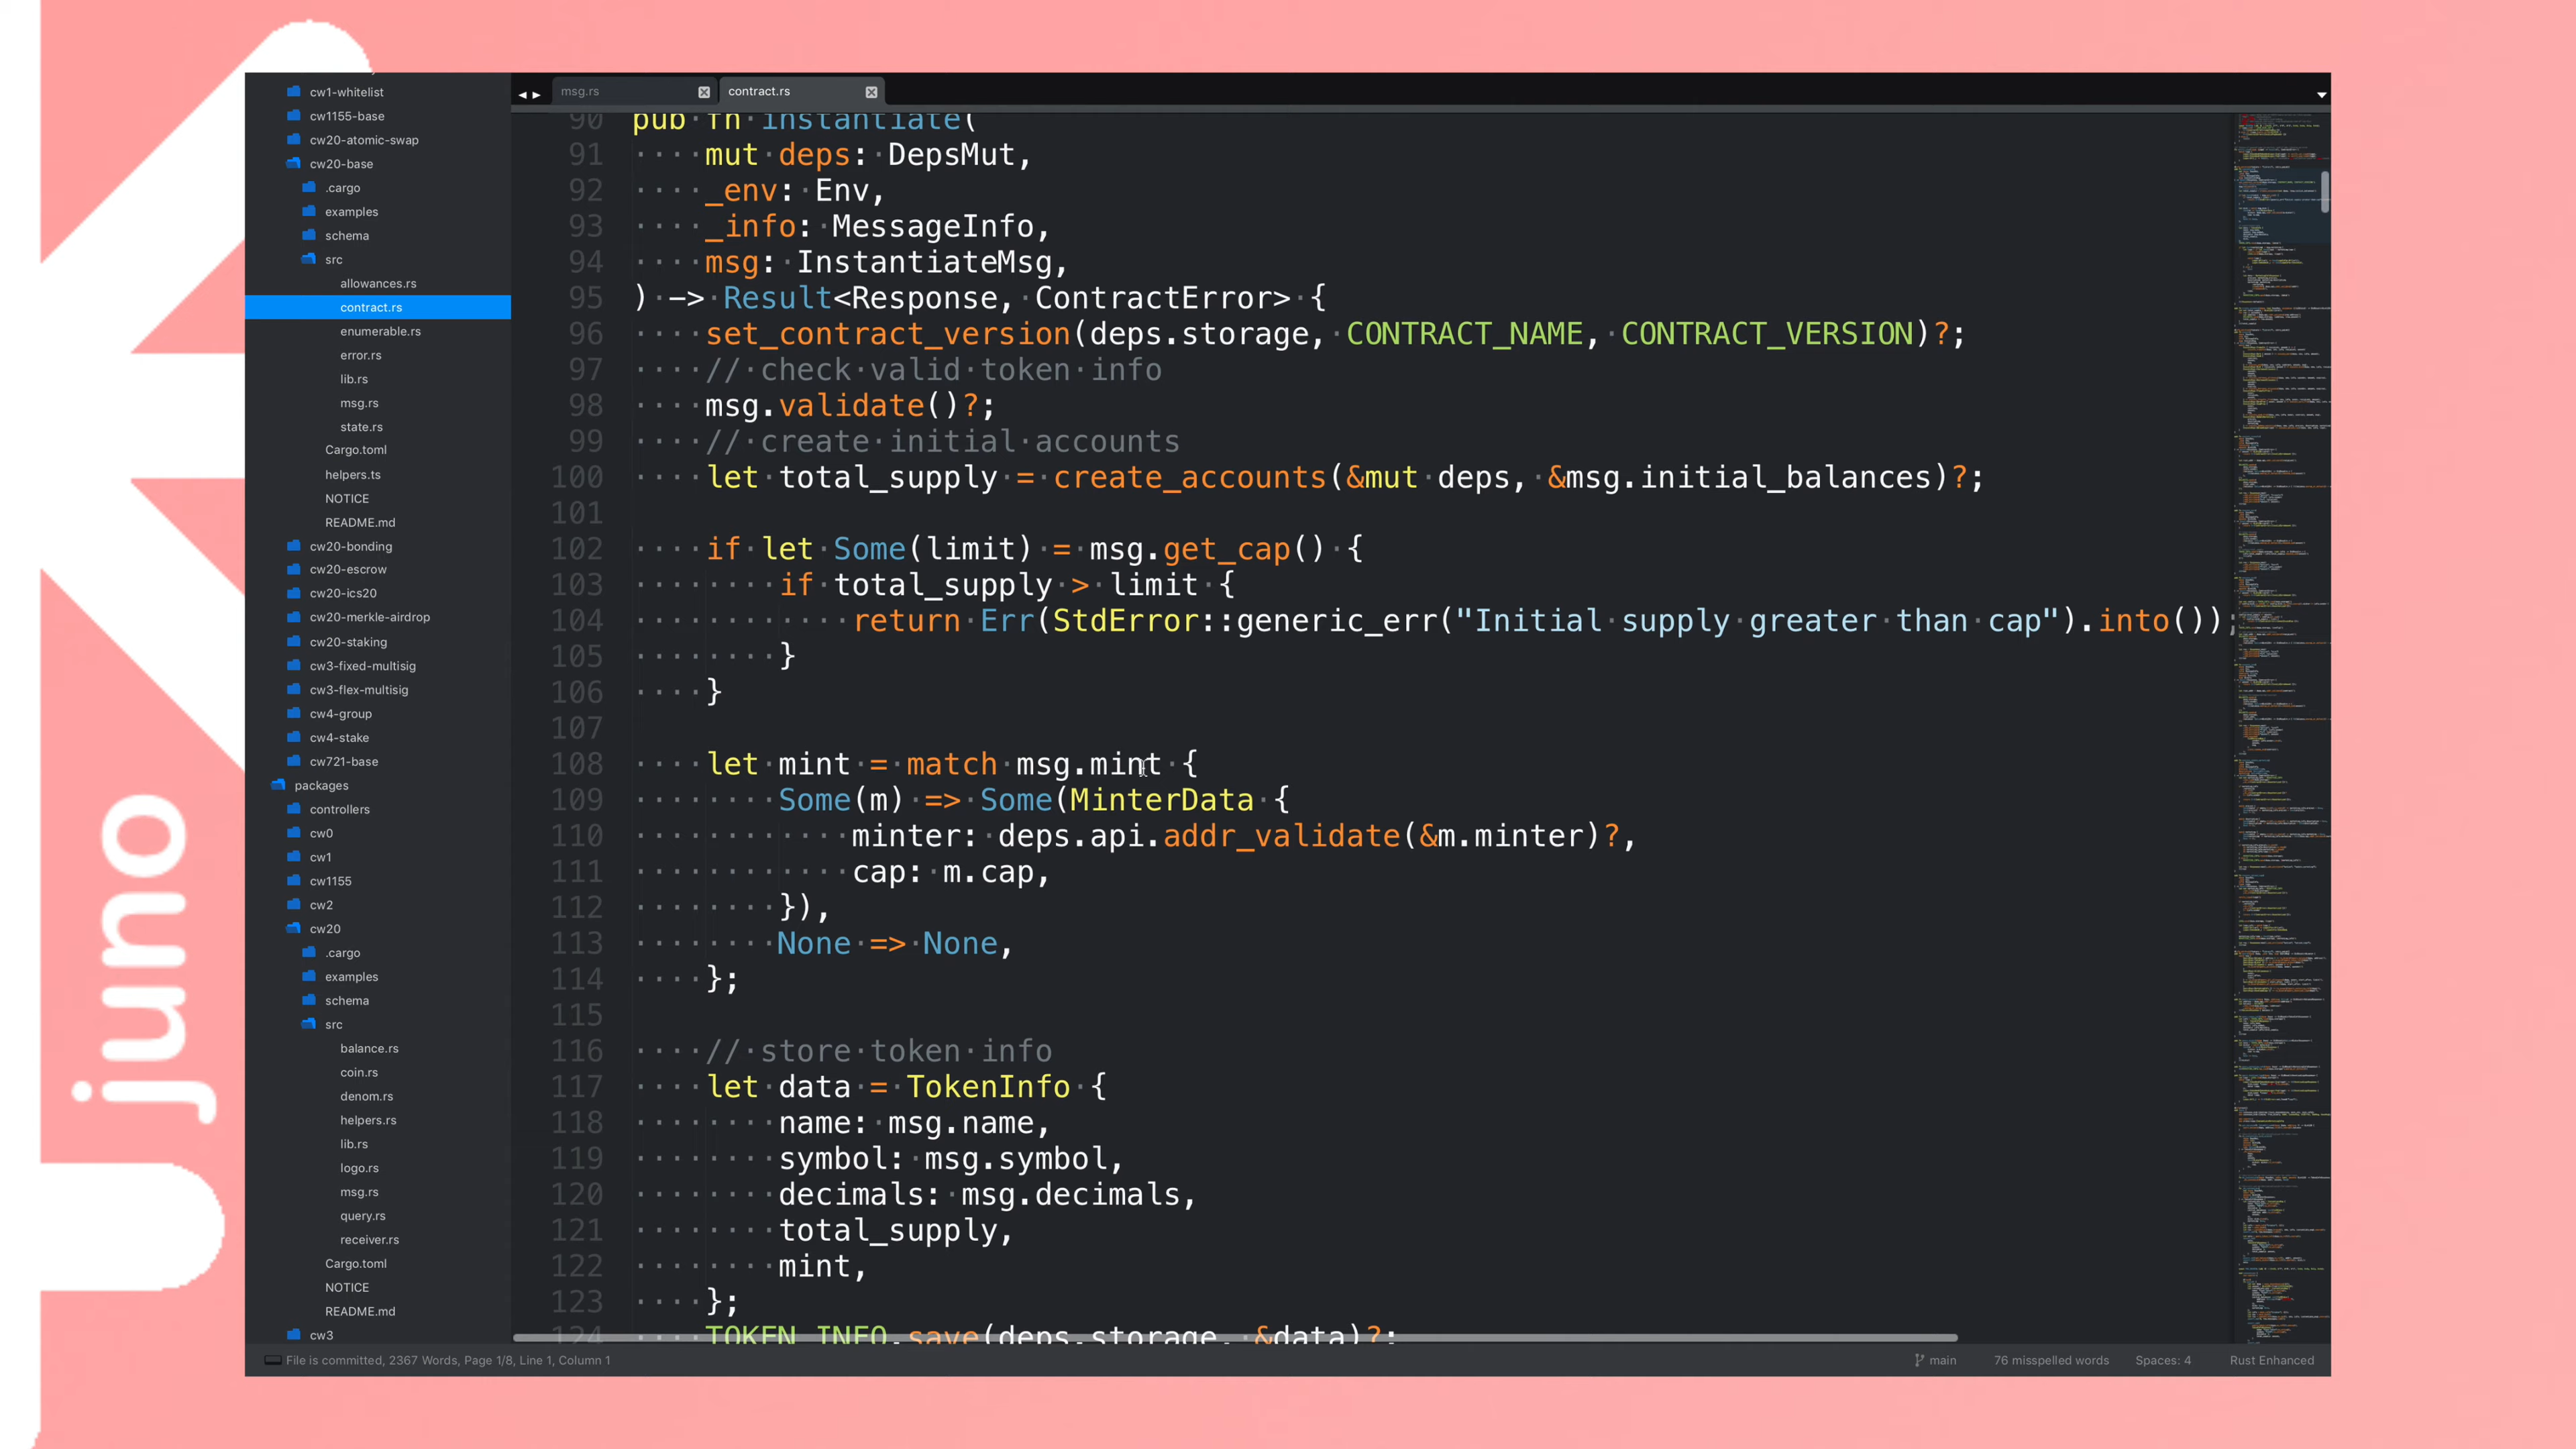 juno
cw1-whitelist
cw1155-base
cw20-atomic-swap
cw20-base
.cargo
examples
schema
src
allowances.rs
contract.rs
enumerable.rs
error.rs
lib.rs
msg.rs
state.rs
Cargo.toml
helpers.ts
NOTICE
README.md
cw20-bonding
cw20-escrow
cw20-ics20
cw20-merkle-airdrop
cw20-staking
cw3-fixed-multisig
cw3-flex-multisig
cw4-group
cw4-stake
cw721-base
packages
controllers
cw0
cw1
cw1155
cw2
cw20
.cargo
examples
schema
src
balance.rs
coin.rs
denom.rs
helpers.rs
lib.rs
logo.rs
msg.rs
query.rs
receiver.rs
Cargo.toml
NOTICE
README.md
cw3
msg.rs
contract.rs
90 pub fn instantiate(
91     mut deps: DepsMut,
92     _env: Env,
93     _info: MessageInfo,
94     msg: InstantiateMsg,
95 ) -> Result<Response, ContractError> {
96     set_contract_version(deps.storage, CONTRACT_NAME, CONTRACT_VERSION)?;
97     // check valid token info
98     msg.validate()?;
99     // create initial accounts
100     let total_supply = create_accounts(&mut deps, &msg.initial_balances)?;
101
102     if let Some(limit) = msg.get_cap() {
103         if total_supply > limit {
104             return Err(StdError::generic_err("Initial supply greater than cap").into());
105         }
106     }
107
108     let mint = match msg.mint {
109         Some(m) => Some(MinterData {
110             minter: deps.api.addr_validate(&m.minter)?,
111             cap: m.cap,
112         }),
113         None => None,
114     };
115
116     // store token info
117     let data = TokenInfo {
118         name: msg.name,
119         symbol: msg.symbol,
120         decimals: msg.decimals,
121         total_supply,
122         mint,
123     };
124     TOKEN_INFO.save(deps.storage, &data)?;
File is committed, 2367 Words, Page 1/8, Line 1, Column 1
main
76 misspelled words
Spaces: 4
Rust Enhanced